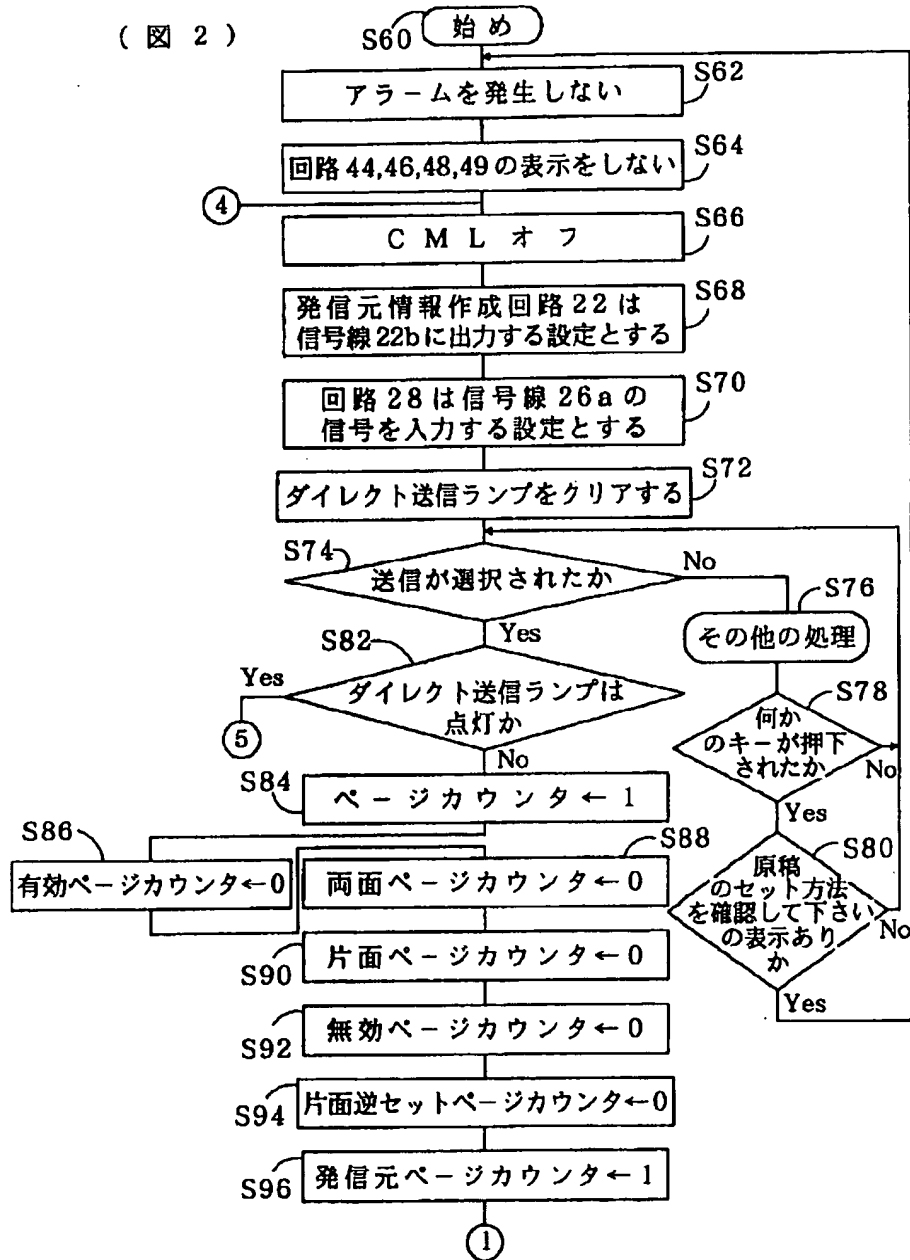 (図 2)
S60
始め
S62
アラームを発生しない
S64
回路44,46,48,49の表示をしない
④
S66
CMLオフ
S68
発信元情報作成回路22は
信号線22bに出力する設定とする
S70
回路28は信号線26aの
信号を入力する設定とする
S72
ダイレクト送信ランプをクリアする
S74
送信が選択されたか
No
Yes
S76
その他の処理
S78
何か
のキーが押下
されたか
No
Yes
S80
原稿
のセット方法
を確認して下さい
の表示あり
か
No
Yes
S82
ダイレクト送信ランプは
点灯か
Yes
⑤
No
S84
ページカウンタ←1
S86
有効ページカウンタ←0
S88
両面ページカウンタ←0
S90
片面ページカウンタ←0
S92
無効ページカウンタ←0
S94
片面逆セットページカウンタ←0
S96
発信元ページカウンタ←1
①